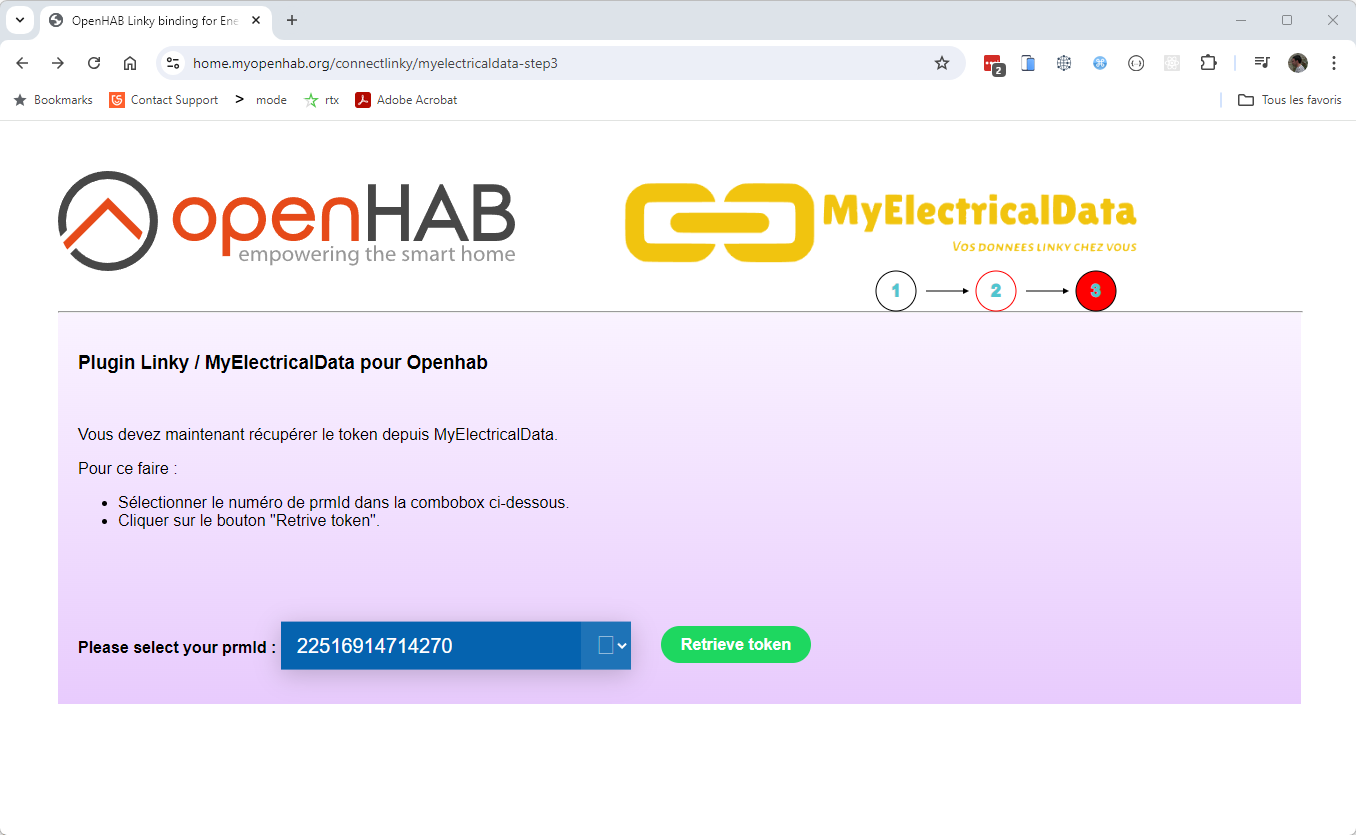 OpenHAB Linky binding for Ene
home.myopenhab.org/connectlinky/myelectricaldata-step3
2
Bookmarks
Contact Support
> mode
rtx
Adobe Acrobat
Tous les favoris
openHAB
empowering the smart home
MyElectricalData
VOS DONNEES LINKY CHEZ VOUS
1 2 3
Plugin Linky / MyElectricalData pour Openhab
Vous devez maintenant récupérer le token depuis MyElectricalData.
Pour ce faire :
• Sélectionner le numéro de prmId dans la combobox ci-dessous.
• Cliquer sur le bouton "Retrive token".
Please select your prmId : 22516914714270 Retrieve token